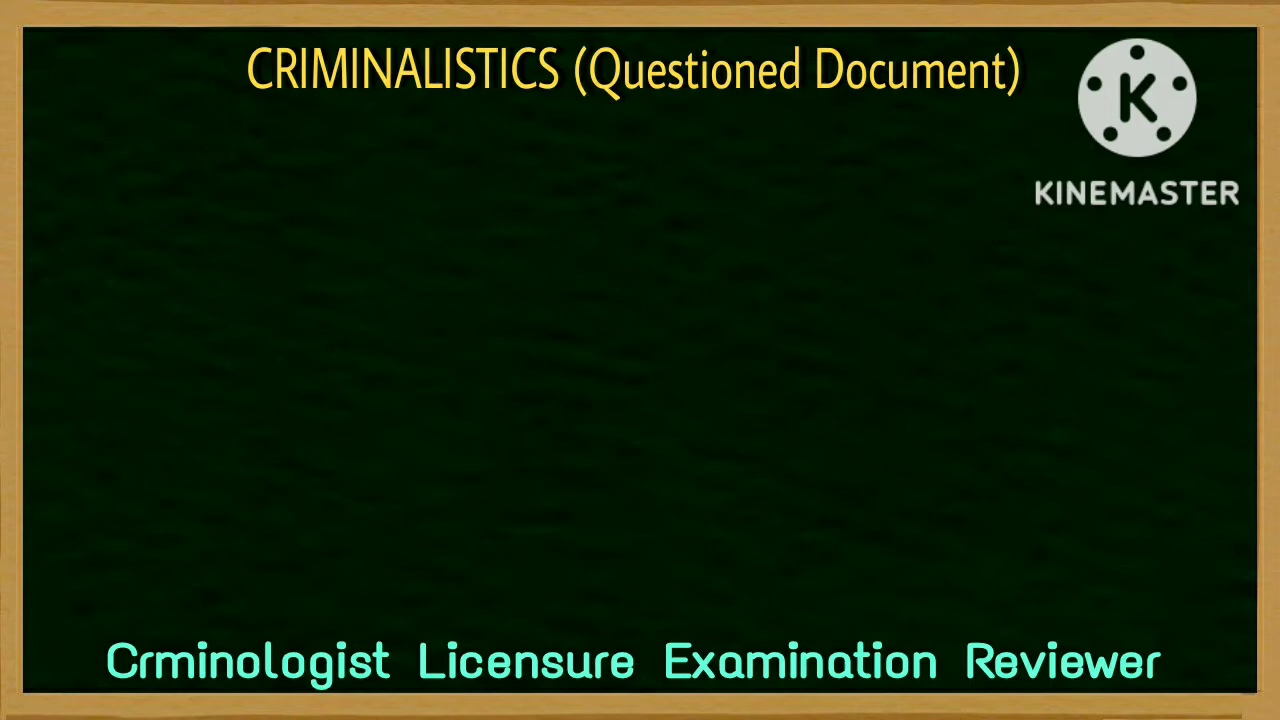 CRIMINALISTICS (Questioned Document)
K
KINEMASTER
Crminologist Licensure Examination Reviewer